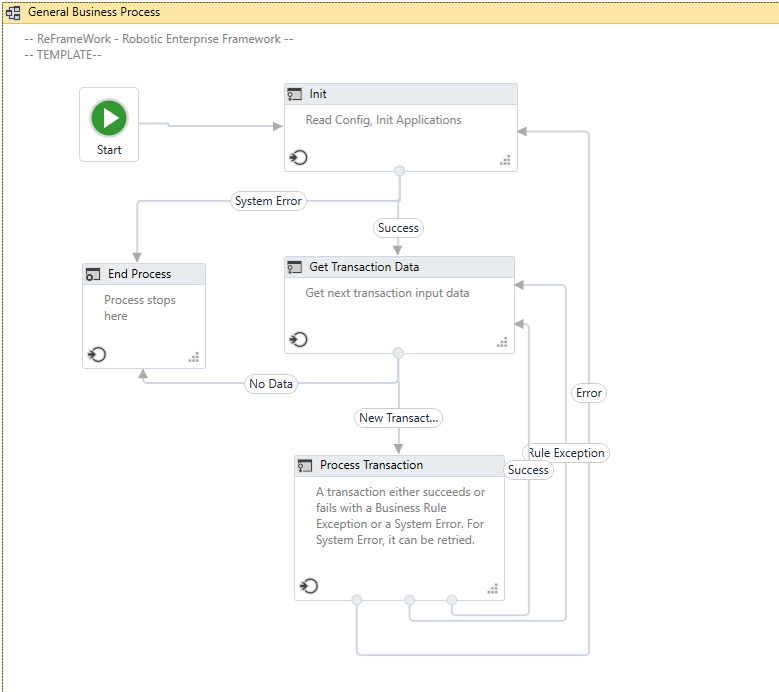 General Business Process
-- ReFrameWork - Robotic Enterprise Framework --
-- TEMPLATE--
Start
Init
Read Config, Init Applications
System Error
Success
End Process
Process stops
here
Get Transaction Data
Get next transaction input data
No Data
New Transact...
Error
Rule Exception
Success
Process Transaction
A transaction either succeeds or
fails with a Business Rule
Exception or a System Error. For
System Error, it can be retried.